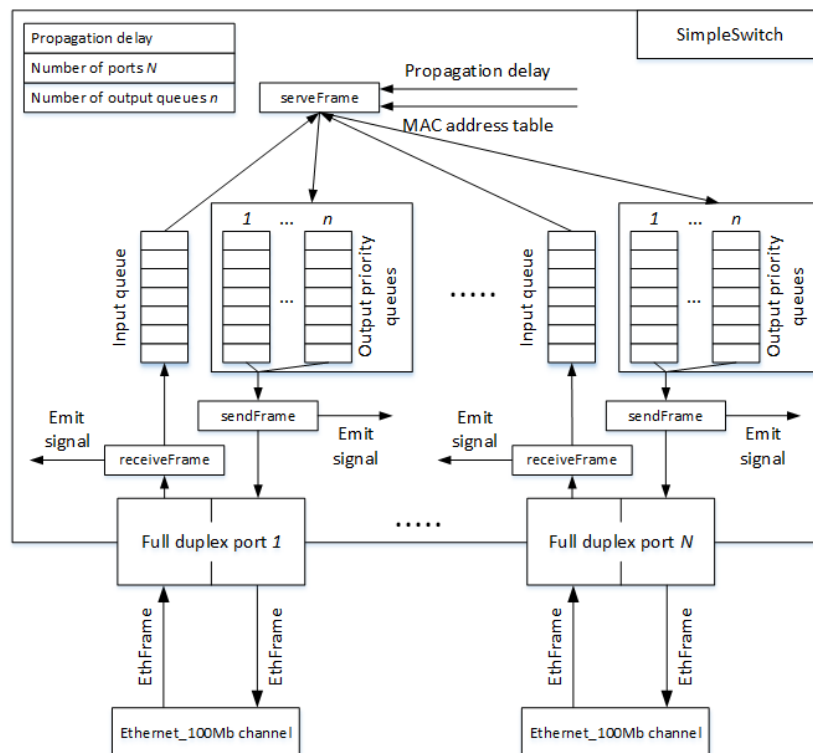 SimpleSwitch
Propagation delay
Number of ports N
Number of output queues n
Propagation delay
serveFrame
MAC address table
Input queue
1 ... n
...
Output priority
queues
.....
Input queue
1 ... n
...
Output priority
queues
Emit
signal
sendFrame
Emit
signal
receiveFrame
Emit
signal
sendFrame
Emit
signal
receiveFrame
Full duplex port 1
.....
Full duplex port N
EthFrame
EthFrame
EthFrame
EthFrame
Ethernet_100Mb channel
Ethernet_100Mb channel